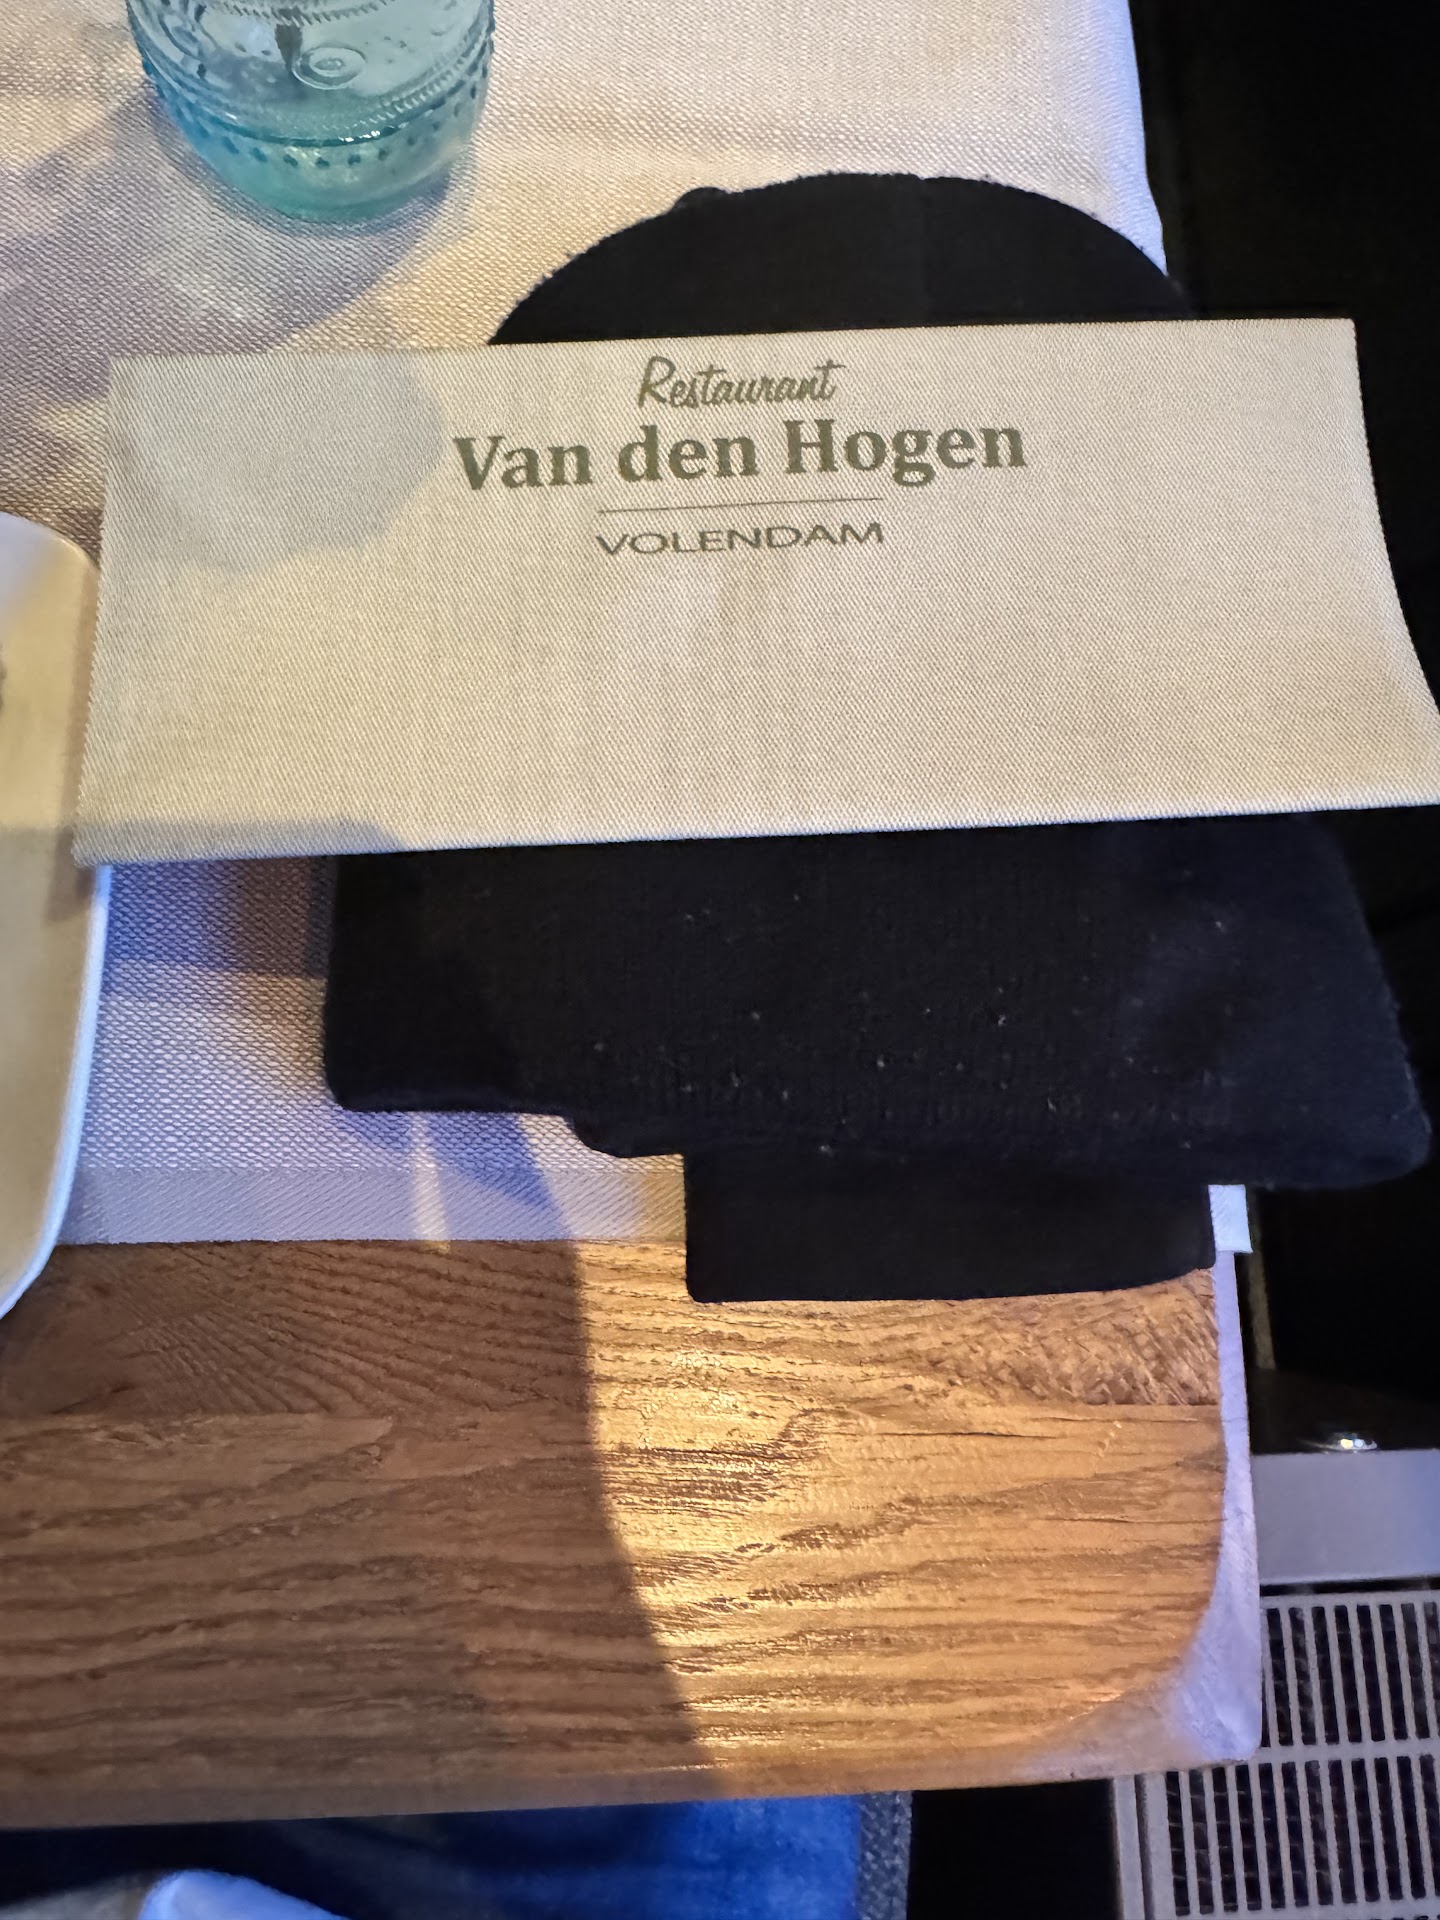 Restaurant
Van den Hogen
VOLENDAM